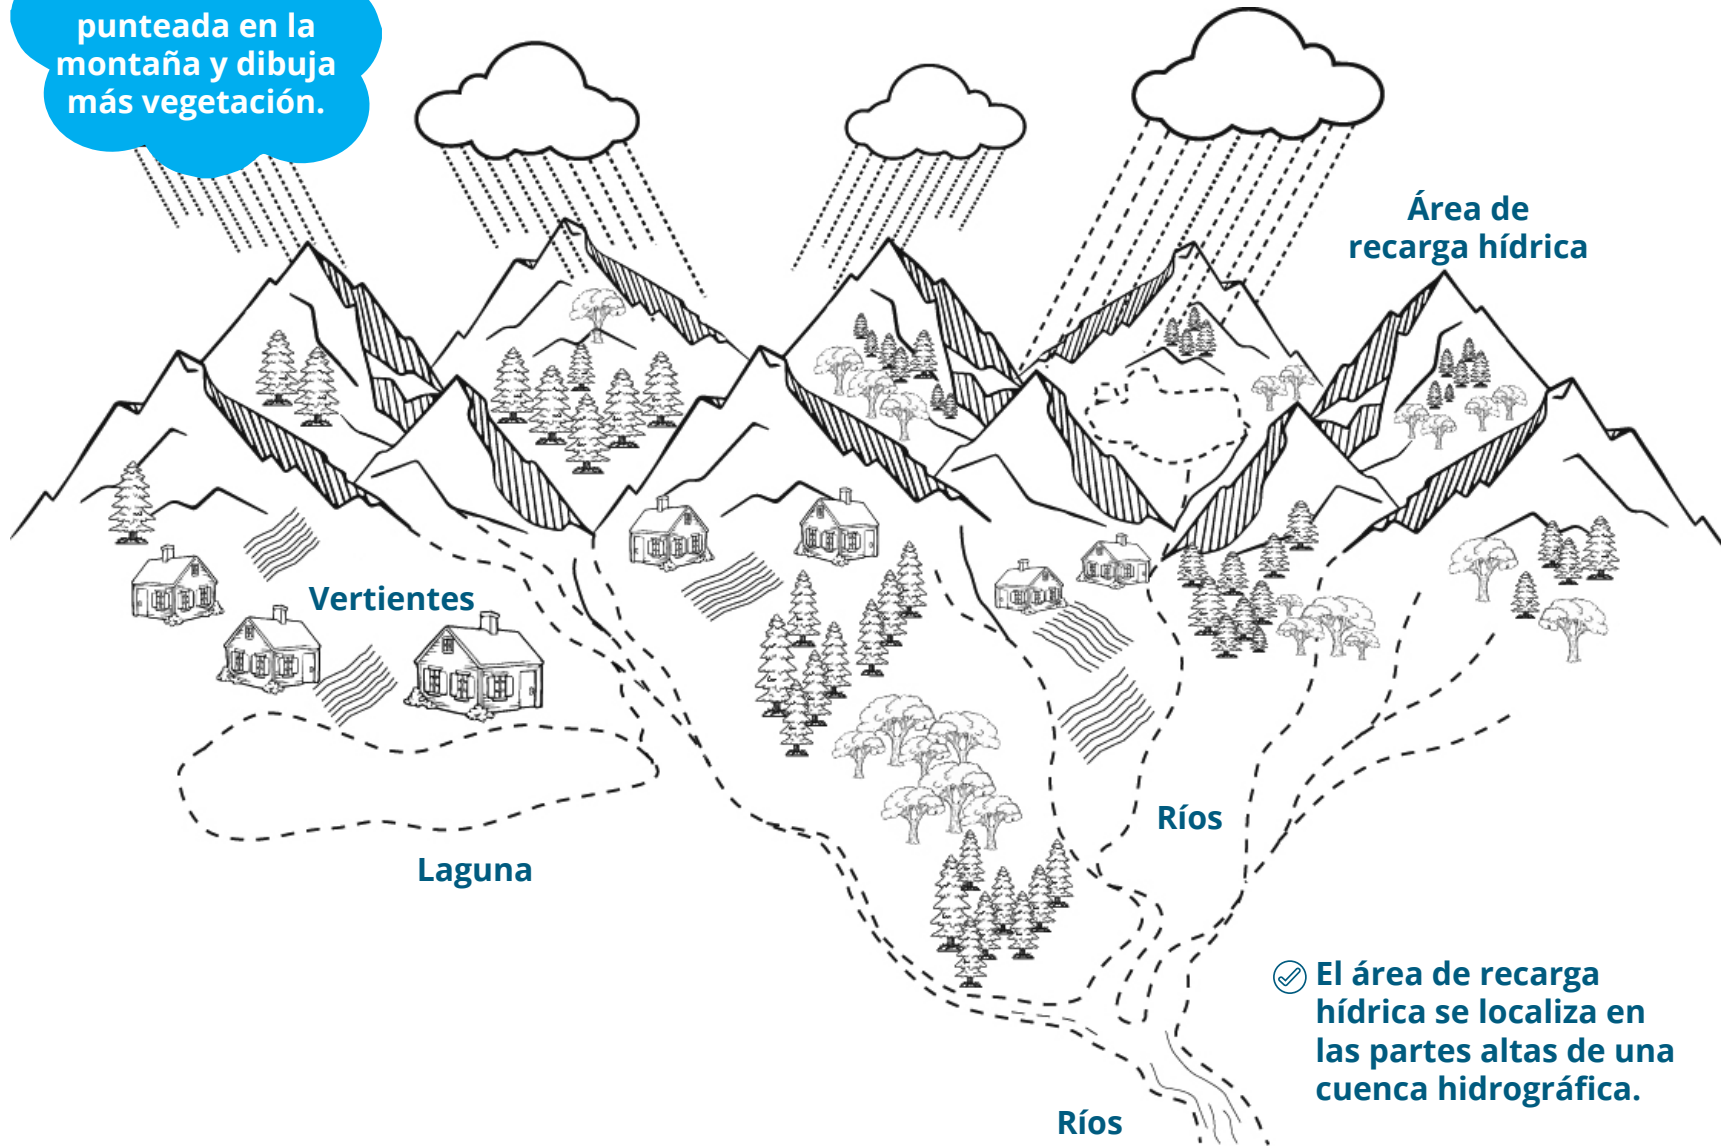 punteada en la
montaña y dibuja
más vegetación.
Área de
recarga hídrica
Vertientes
Laguna
Ríos
El área de recarga
hídrica se localiza en
las partes altas de una
cuenca hidrográfica.
Ríos